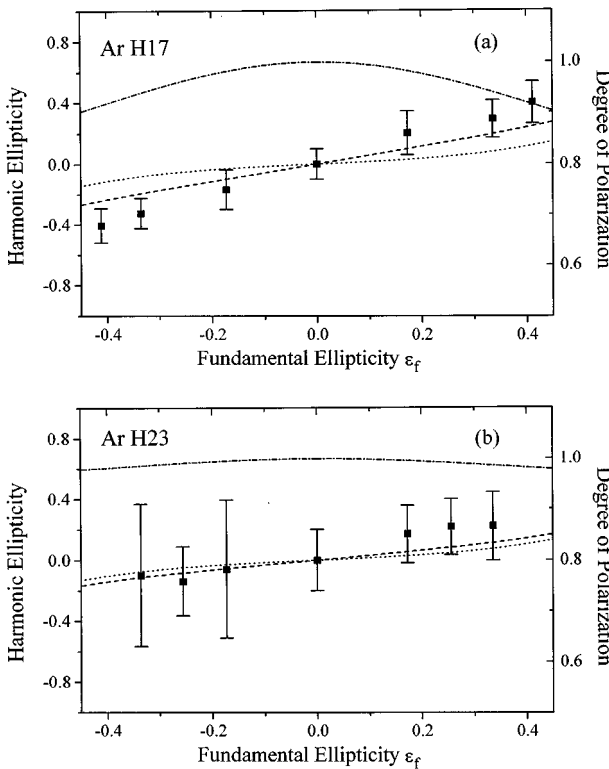 Ar H17
(a)
0.8
0.4
0.0
-0.4
-0.8
Harmonic Ellipticity
1.0
0.8
0.6
Degree of Polarization
-0.4 -0.2 0.0 0.2 0.4
Fundamental Ellipticity εf
Ar H23
(b)
0.8
0.4
0.0
-0.4
-0.8
Harmonic Ellipticity
1.0
0.8
0.6
Degree of Polarization
-0.4 -0.2 0.0 0.2 0.4
Fundamental Ellipticity εf